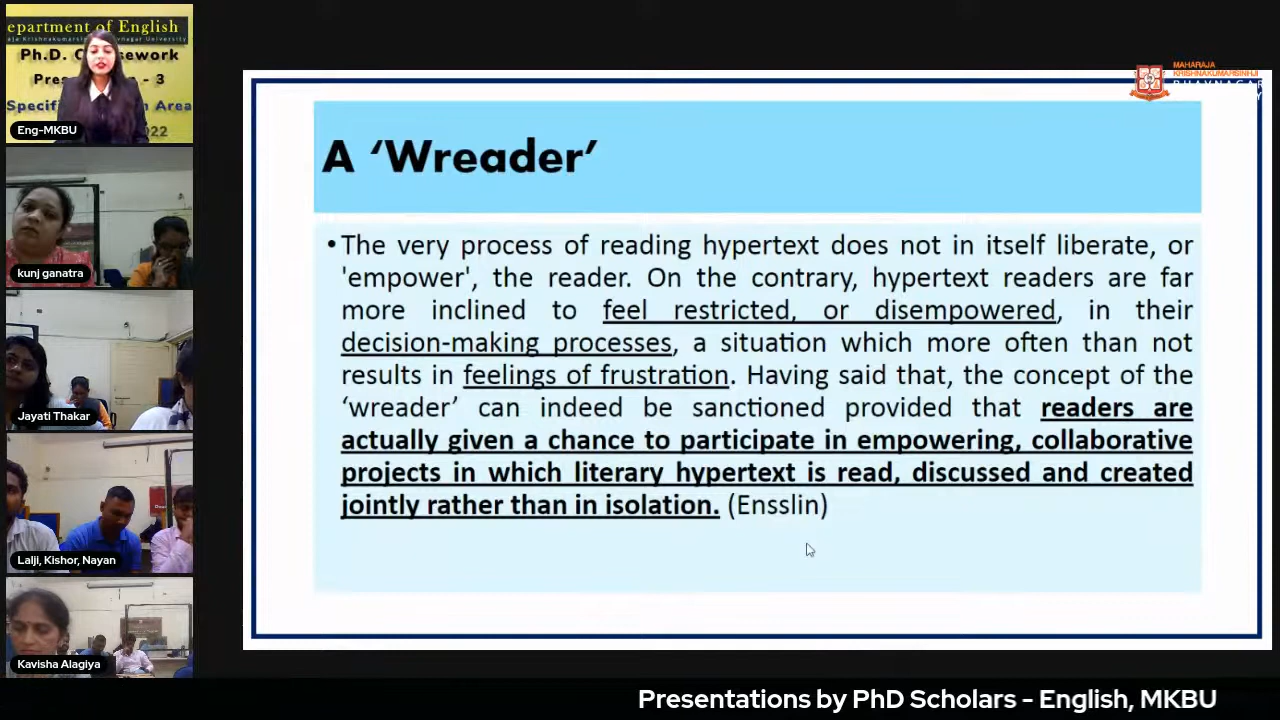 epartment of English
Ph.D. C sework
Pres - 3
Specifi n Area
2022
Eng-MKBU
kunj ganatra
Jayati Thakar
Lalji, Kishor, Nayan
Kavisha Alagiya
MAHARAJA
KRISHNAKUMARSINHJI
BHAVNAGAR
A ‘Wreader’
•The very process of reading hypertext does not in itself liberate, or
'empower', the reader. On the contrary, hypertext readers are far
more inclined to feel restricted, or disempowered, in their
decision-making processes, a situation which more often than not
results in feelings of frustration. Having said that, the concept of the
‘wreader’ can indeed be sanctioned provided that readers are
actually given a chance to participate in empowering, collaborative
projects in which literary hypertext is read, discussed and created
jointly rather than in isolation. (Ensslin)
Presentations by PhD Scholars - English, MKBU